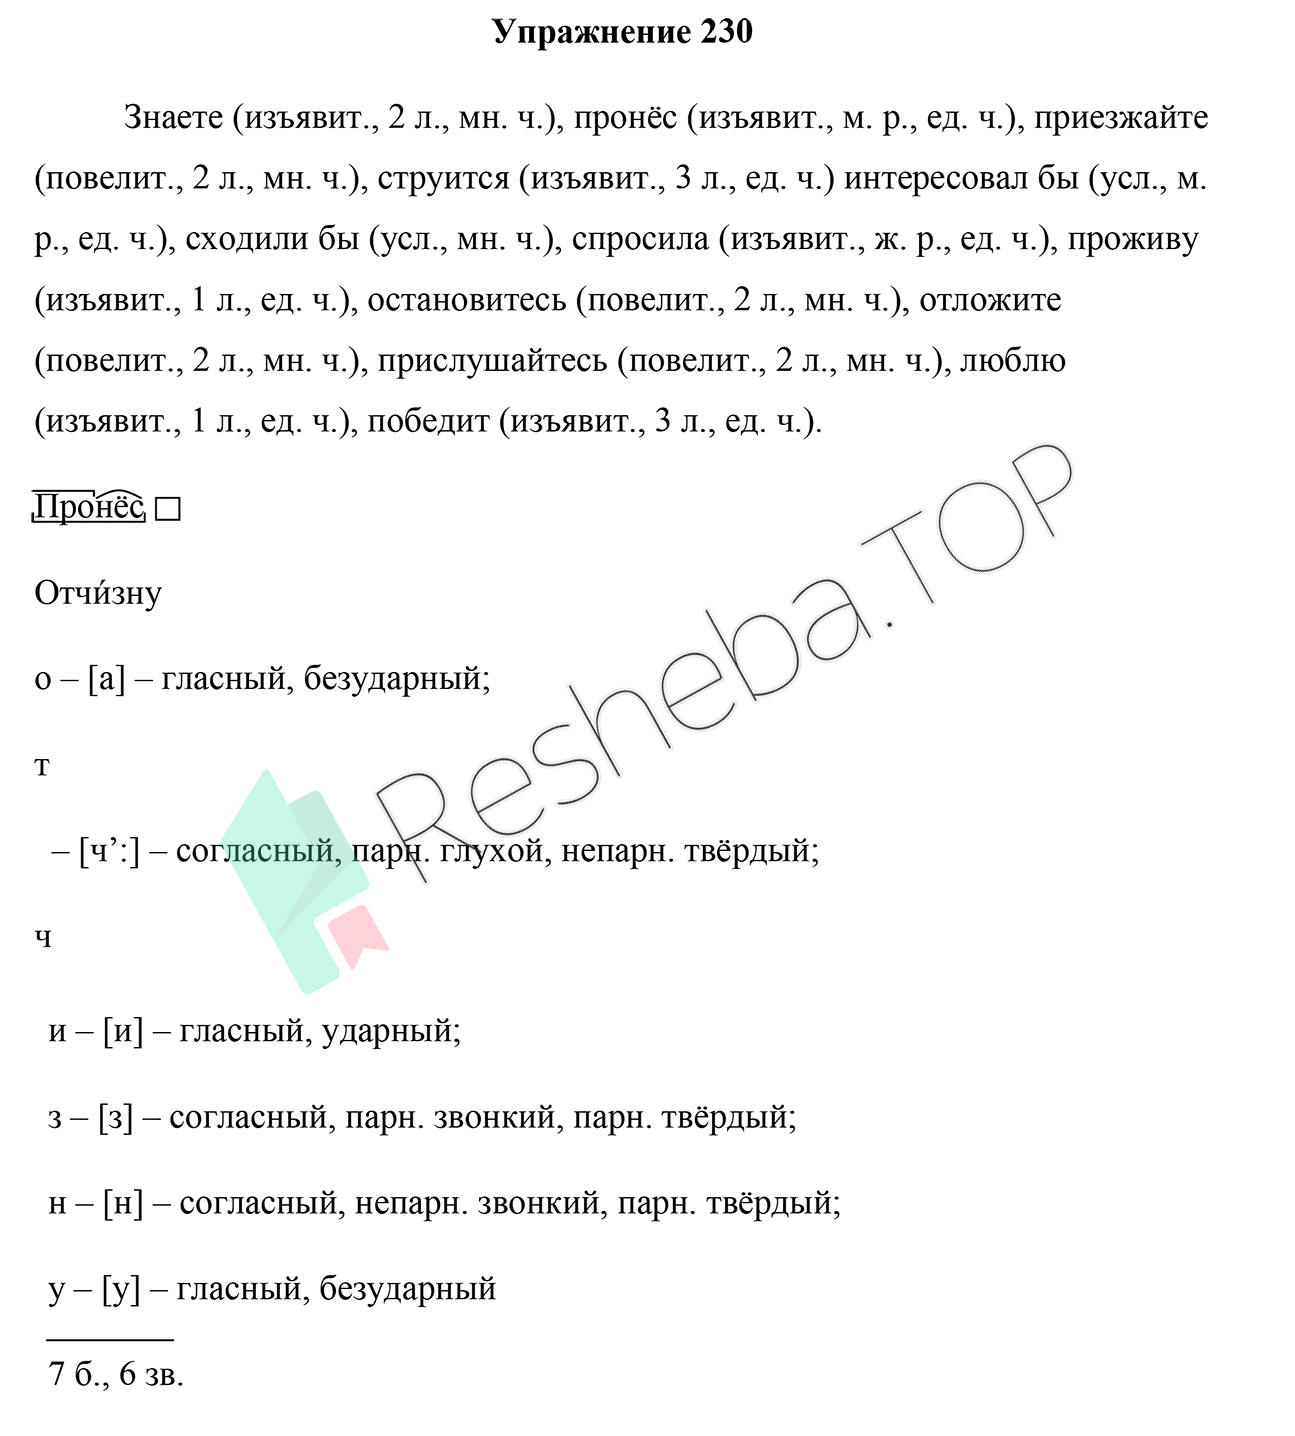 Упражнение 230
Знаете (изъявит., 2 л., мн. ч.), пронёс (изъявит., м. р., ед. ч.), приезжайте
(повелит., 2 л., мн. ч.), струится (изъявит., 3 л., ед. ч.) интересовал бы (усл., м.
р., ед. ч.), сходили бы (усл., мн. ч.), спросила (изъявит., ж. р., ед. ч.), проживу
(изъявит., 1 л., ед. ч.), остановитесь (повелит., 2 л., мн. ч.), отложите
(повелит., 2 л., мн. ч.), прислушайтесь (повелит., 2 л., мн. ч.), люблю
(изъявит., 1 л., ед. ч.), победит (изъявит., 3 л., ед. ч.).
Пронёс
Отчи́зну
о – [а] – гласный, безударный;
т
– [ч’:] – согласный, парн. глухой, непарн. твёрдый;
ч
и – [и] – гласный, ударный;
з – [з] – согласный, парн. звонкий, парн. твёрдый;
н – [н] – согласный, непарн. звонкий, парн. твёрдый;
у – [у] – гласный, безударный
7 б., 6 зв.
Resheba.TOP